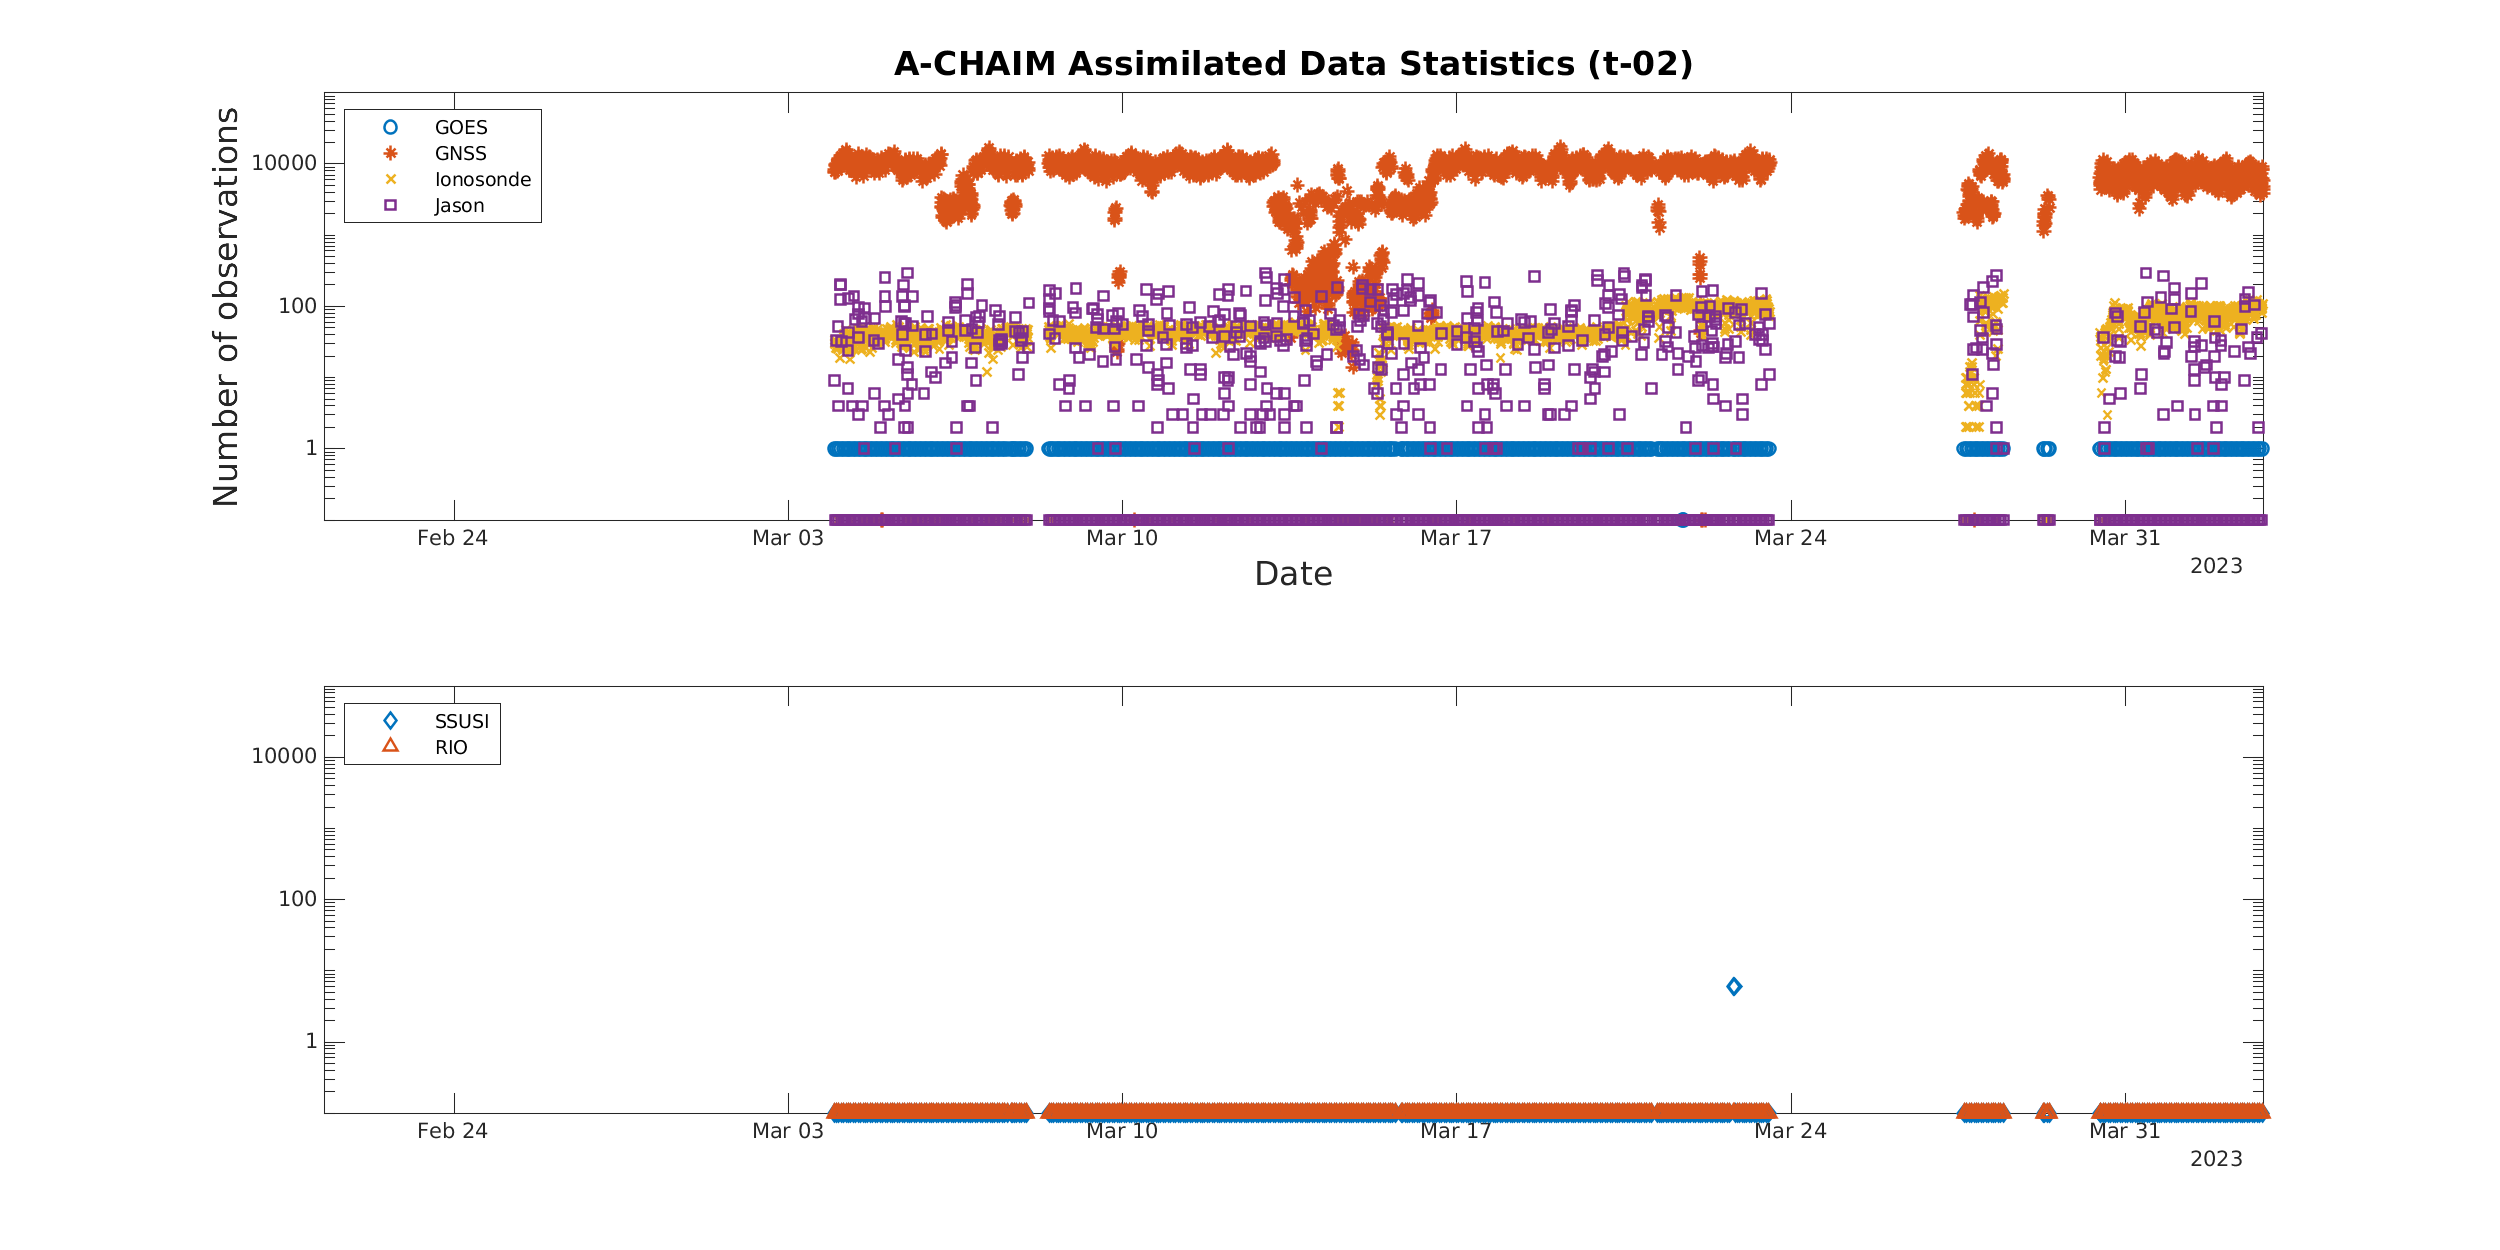 A-CHAIM Assimilated Data Statistics (t-02)
Number of observations
10000
100
1
GOES
GNSS
Ionosonde
Jason
Feb 24
Mar 03
Mar 10
Mar 17
Mar 24
Mar 31
2023
Date
10000
100
1
SSUSI
RIO
Feb 24
Mar 03
Mar 10
Mar 17
Mar 24
Mar 31
2023